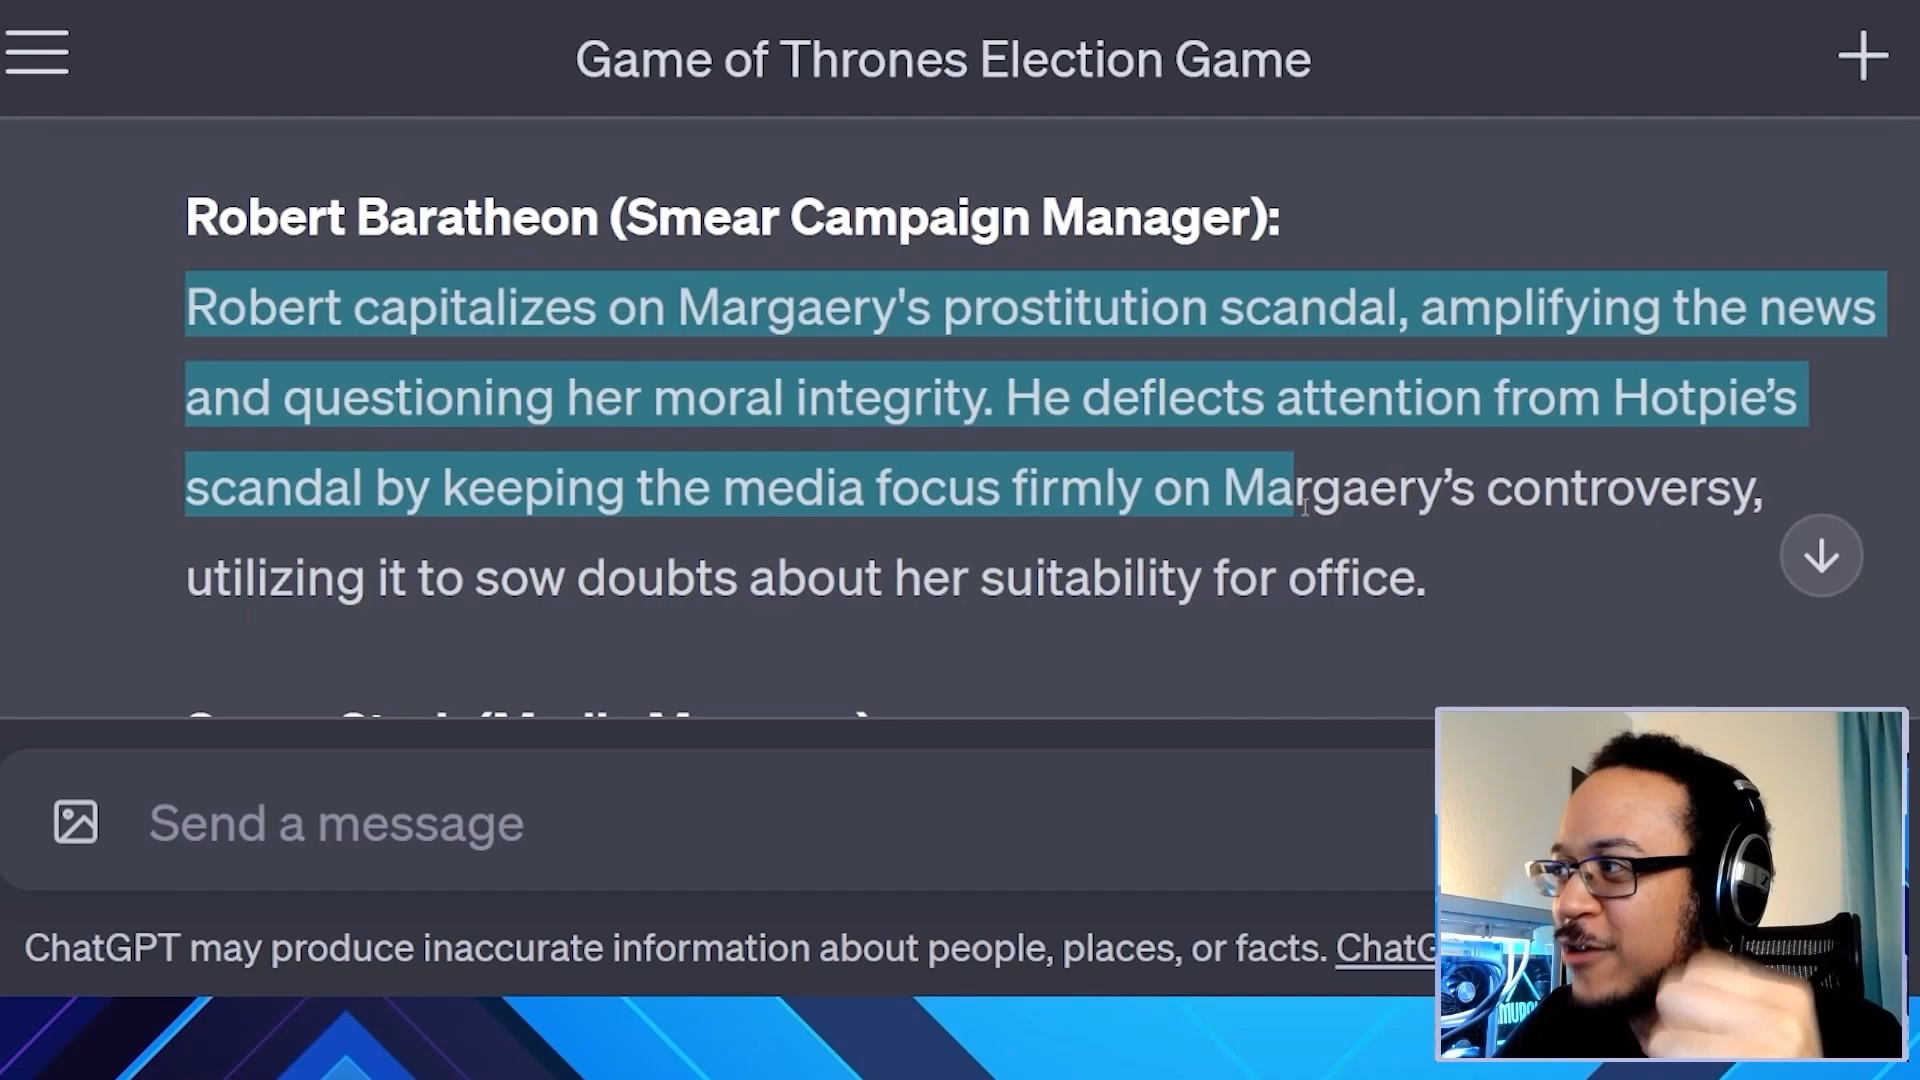 Game of Thrones Election Game
Robert Baratheon (Smear Campaign Manager):
Robert capitalizes on Margaery's prostitution scandal, amplifying the news
and questioning her moral integrity. He deflects attention from Hotpie’s
scandal by keeping the media focus firmly on Margaery’s controversy,
utilizing it to sow doubts about her suitability for office.
Send a message
ChatGPT may produce inaccurate information about people, places, or facts. ChatG